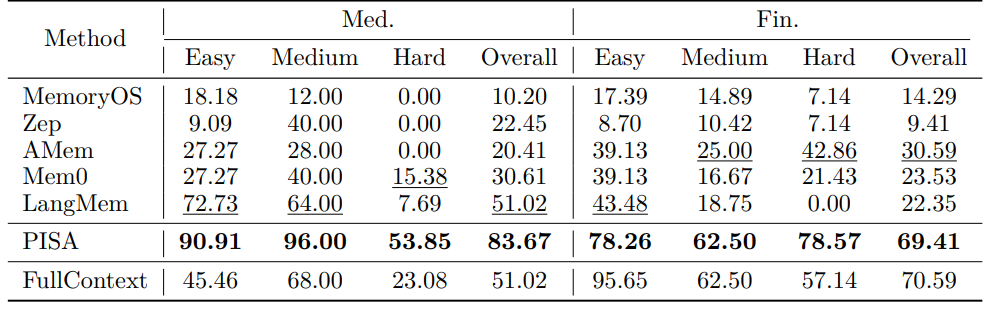 Method Med. Fin.
Easy Medium Hard Overall Easy Medium Hard Overall
MemoryOS 18.18 12.00 0.00 10.20 17.39 14.89 7.14 14.29
Zep 9.09 40.00 0.00 22.45 8.70 10.42 7.14 9.41
AMem 27.27 28.00 0.00 20.41 39.13 25.00 42.86 30.59
Mem0 27.27 40.00 15.38 30.61 39.13 16.67 21.43 23.53
LangMem 72.73 64.00 7.69 51.02 43.48 18.75 0.00 22.35
PISA 90.91 96.00 53.85 83.67 78.26 62.50 78.57 69.41
FullContext 45.46 68.00 23.08 51.02 95.65 62.50 57.14 70.59